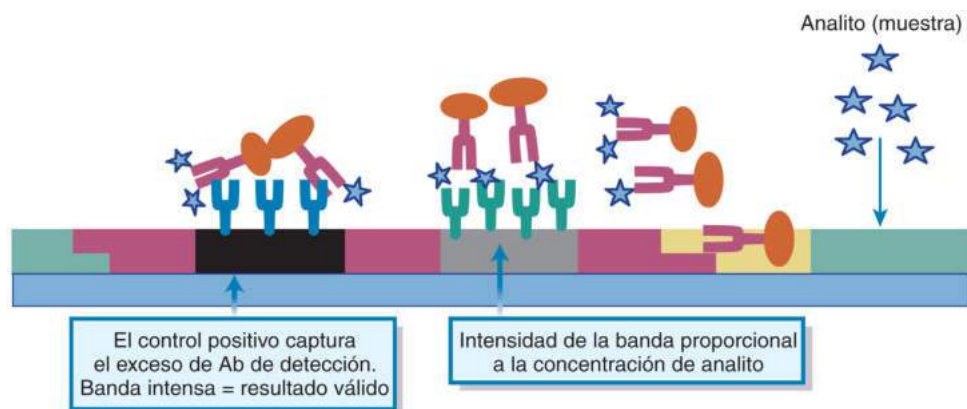 Analito (muestra)
El control positivo captura
el exceso de Ab de detección.
Banda intensa = resultado válido
Intensidad de la banda proporcional
a la concentración de analito